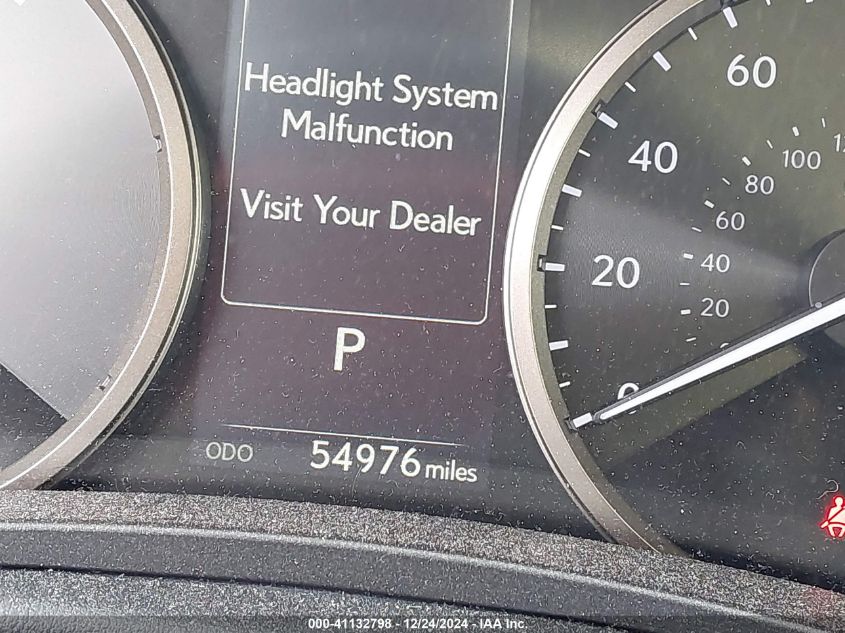 Headlight System
Malfunction
Visit Your Dealer
P
ODO 54976 miles
60
40
20
0
100
80
60
40
20
000-41132798 - 12/24/2024 - IAA Inc.